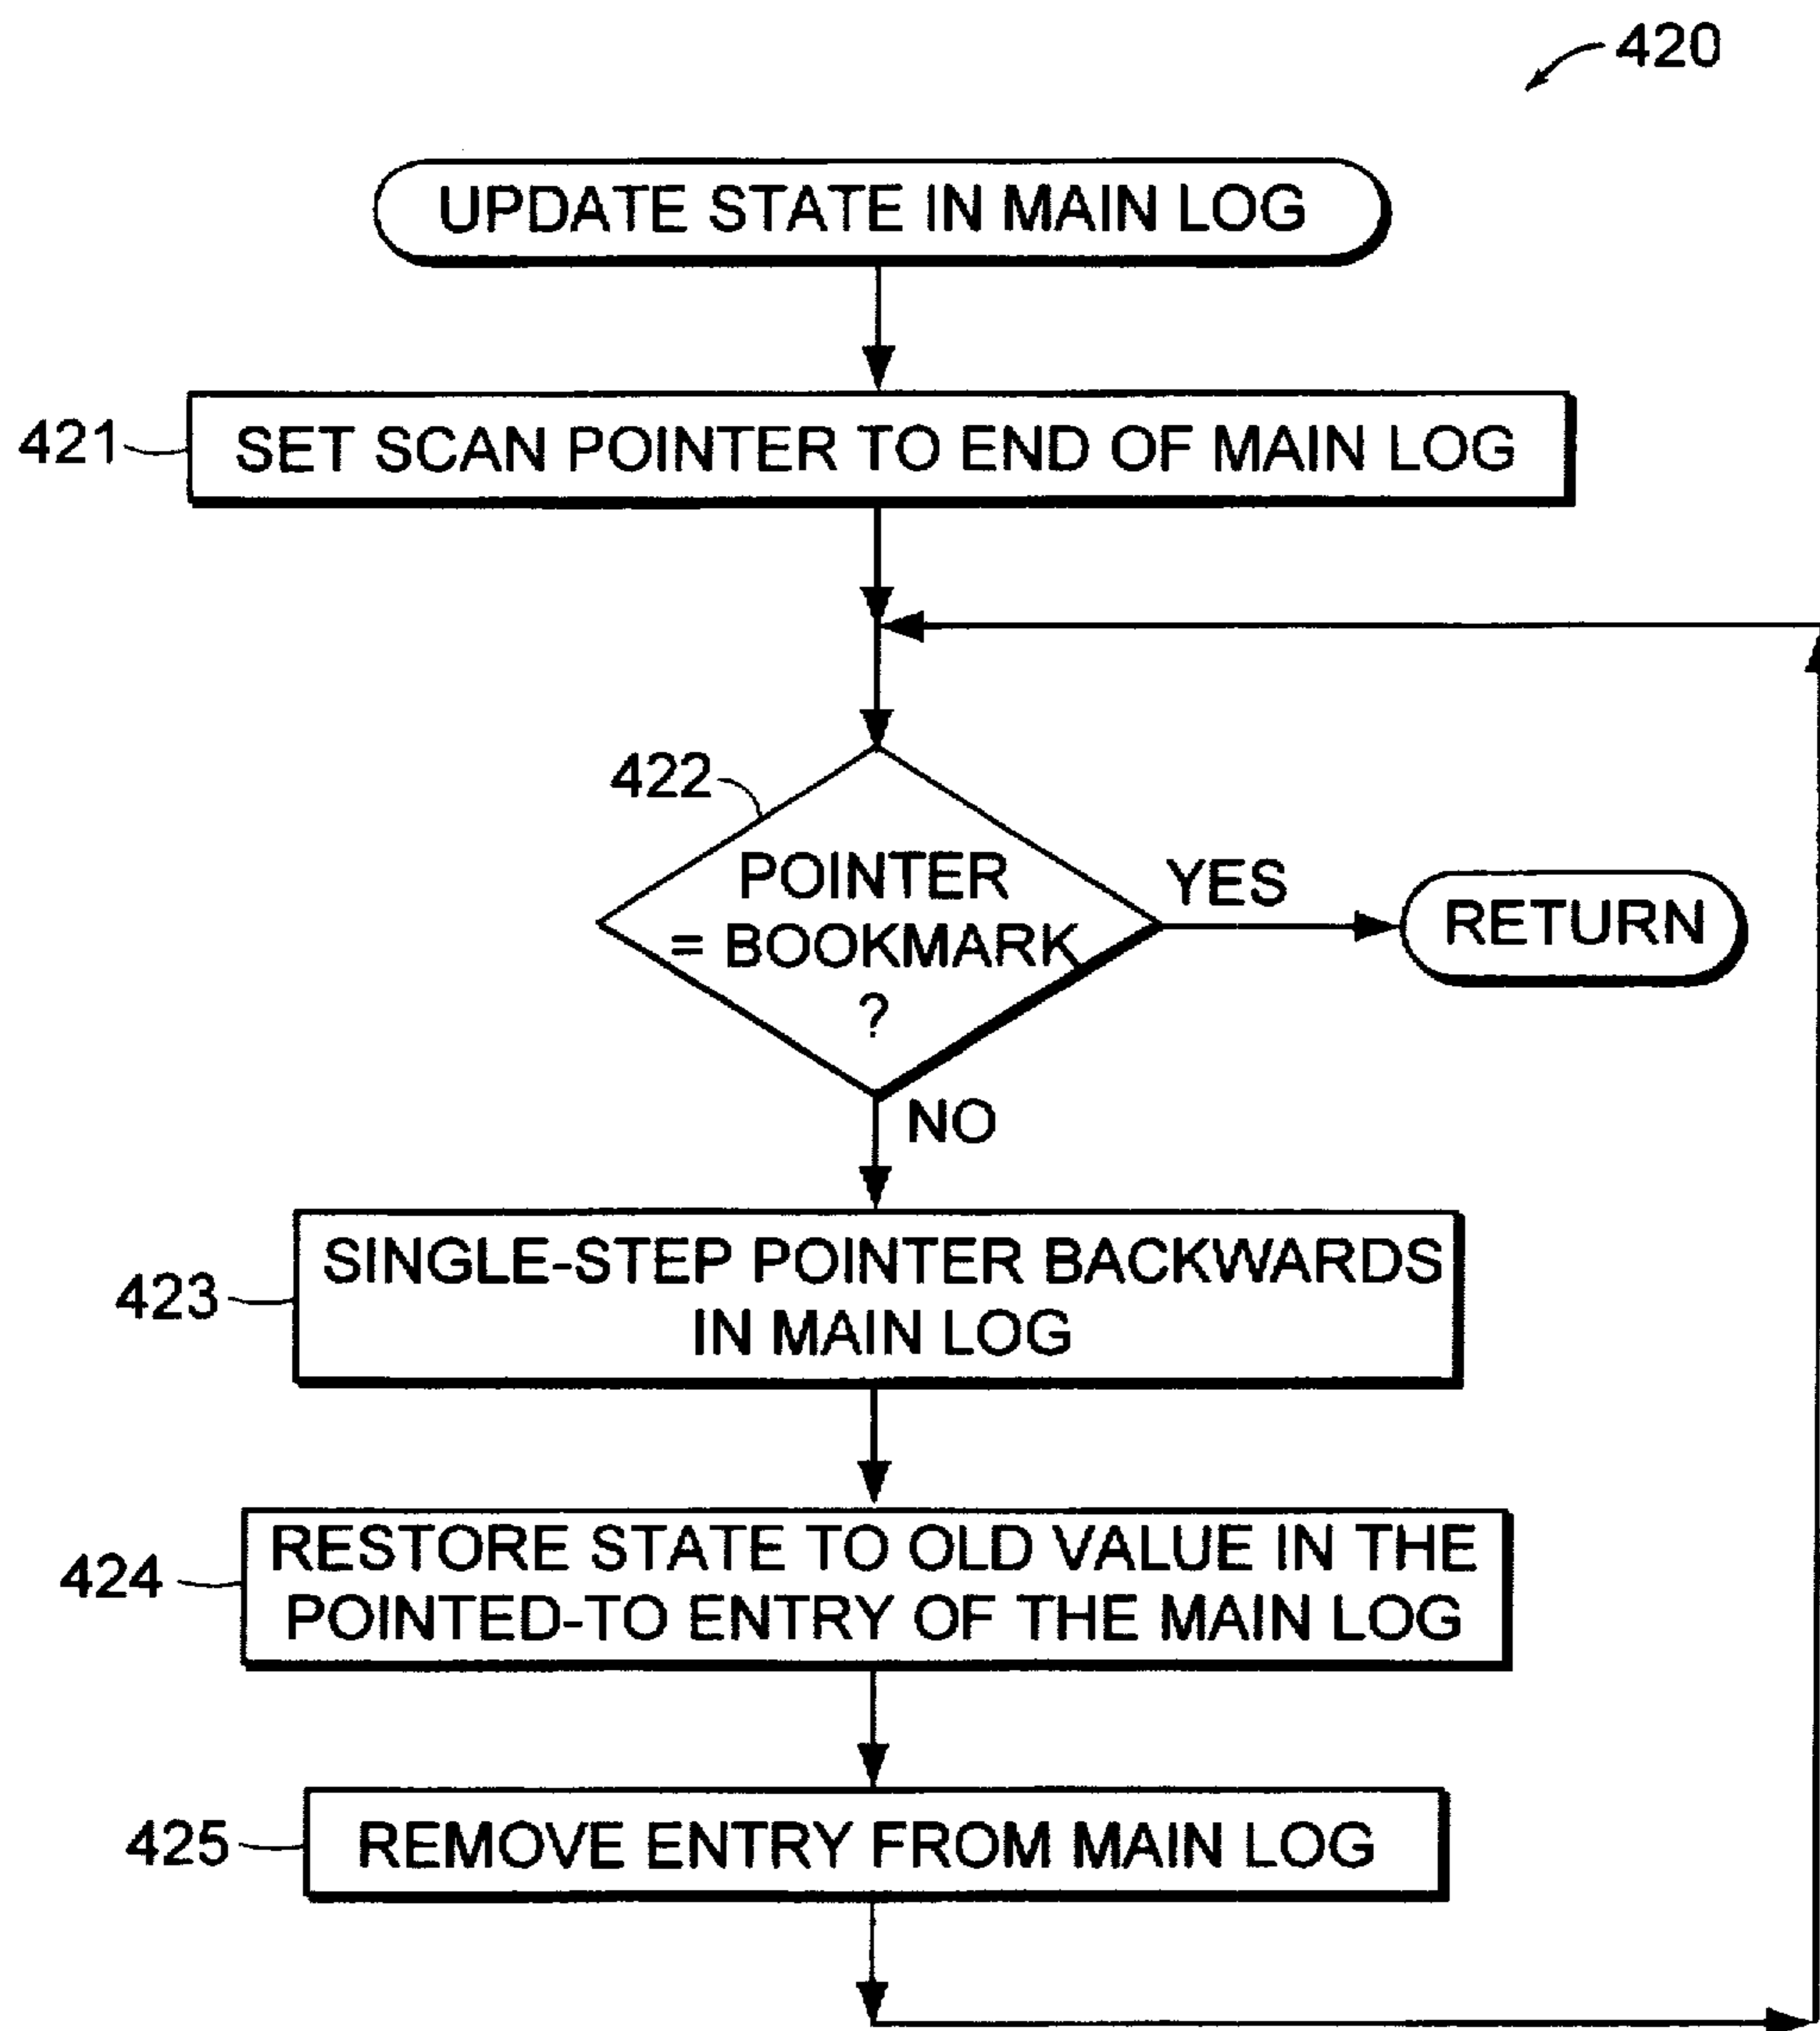 420
UPDATE STATE IN MAIN LOG
421
SET SCAN POINTER TO END OF MAIN LOG
422
POINTER
= BOOKMARK
?
YES
RETURN
NO
423
SINGLE-STEP POINTER BACKWARDS
IN MAIN LOG
424
RESTORE STATE TO OLD VALUE IN THE
POINTED-TO ENTRY OF THE MAIN LOG
425
REMOVE ENTRY FROM MAIN LOG